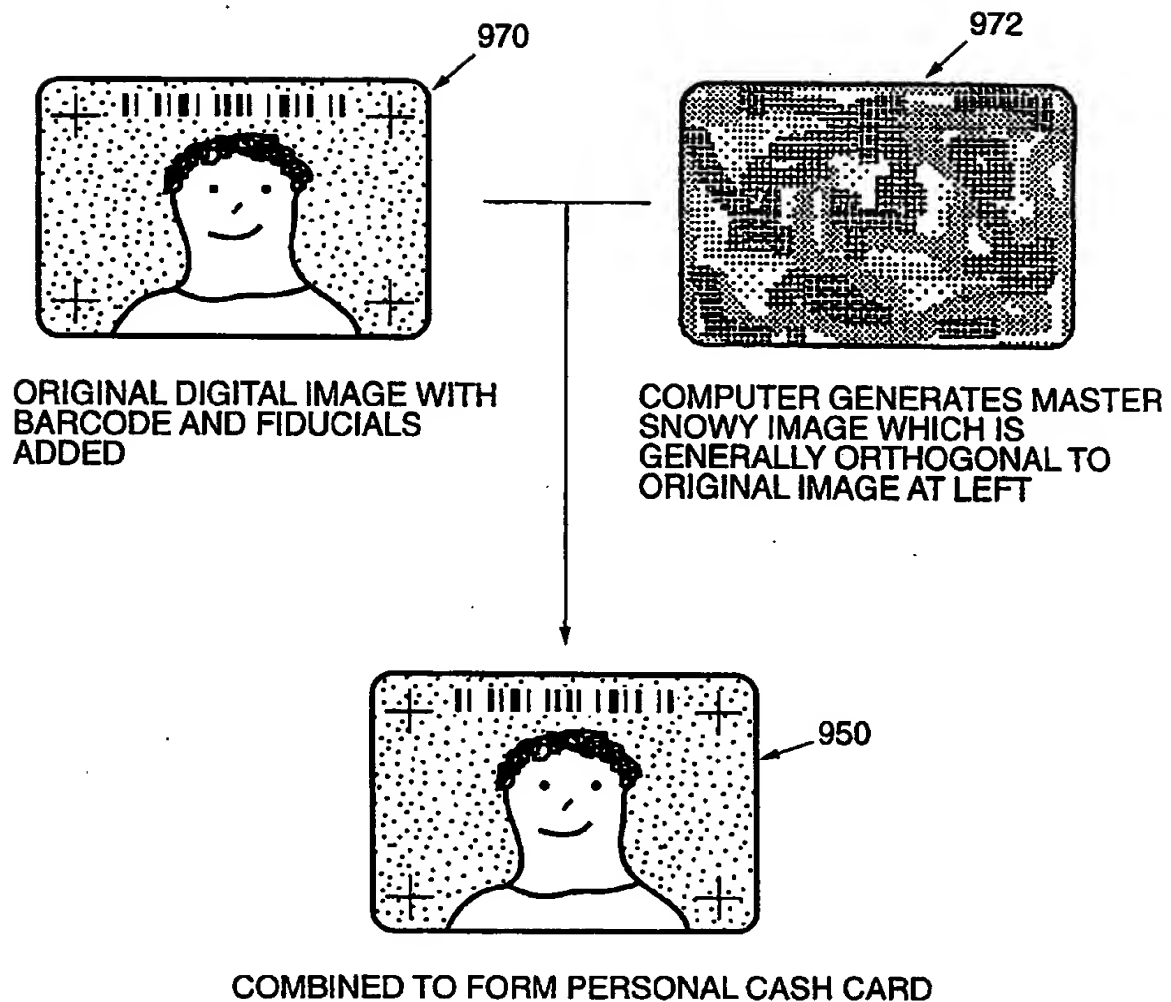 970
972
ORIGINAL DIGITAL IMAGE WITH
BARCODE AND FIDUCIALS
ADDED
COMPUTER GENERATES MASTER
SNOWY IMAGE WHICH IS
GENERALLY ORTHOGONAL TO
ORIGINAL IMAGE AT LEFT
950
COMBINED TO FORM PERSONAL CASH CARD